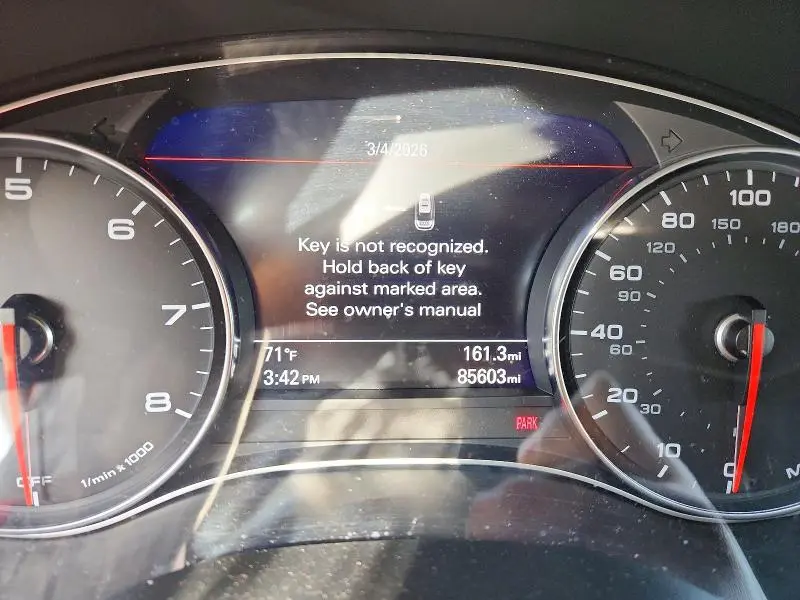 3/4/2026
Key is not recognized.
Hold back of key
against marked area.
See owner's manual
71°F 161.3mi
3:42 PM 85603mi
PARK
5
6
7
8
OFF
1/min x 1000
100
80
60
40
20
10
0
180
150
120
90
60
30
M